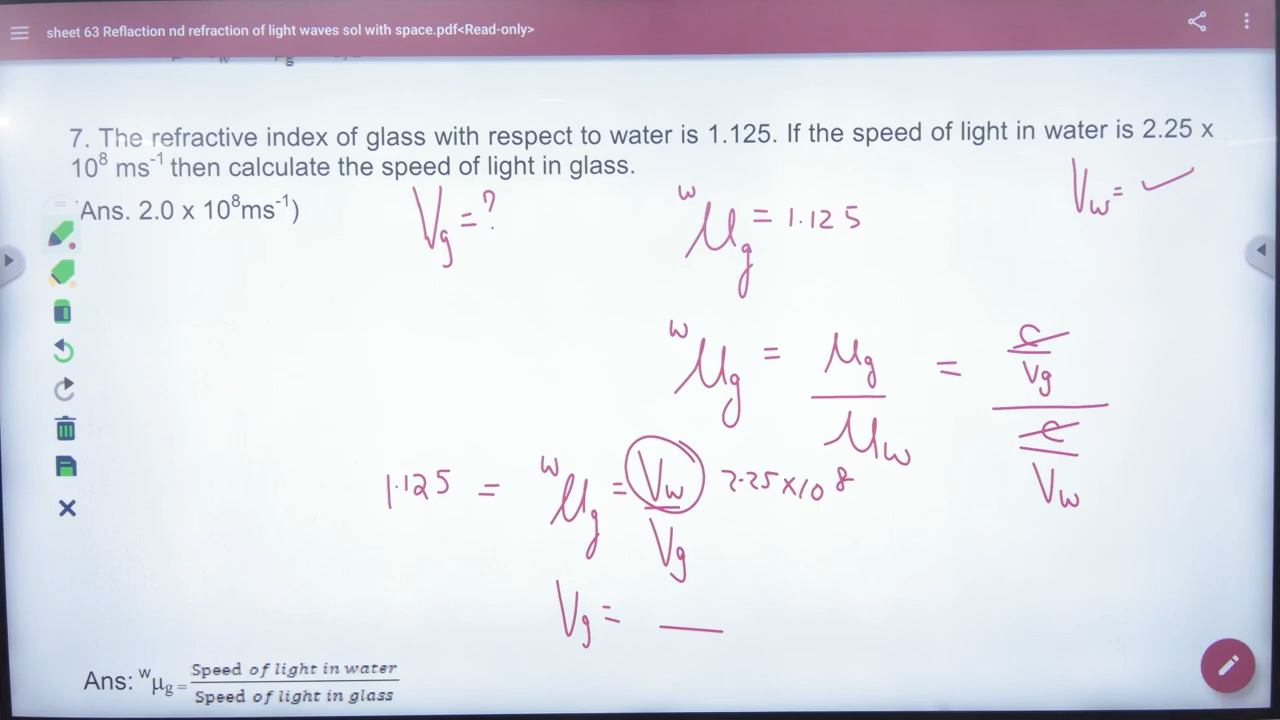 sheet 63 Reflaction nd refraction of light waves sol with space.pdf<Read-only>
7. The refractive index of glass with respect to water is 1.125. If the speed of light in water is 2.25 x
10⁸ ms⁻¹ then calculate the speed of light in glass.
Ans. 2.0 x 10⁸ms⁻¹)
Vg = ?
ʷμg = 1.125
Vw = ✓
ʷμg = μg / μw = (c / Vg) / (c / Vw)
1.125 = ʷμg = Vw / Vg 2.25×10⁸
Vg = __
Ans: ʷμg = Speed of light in water / Speed of light in glass